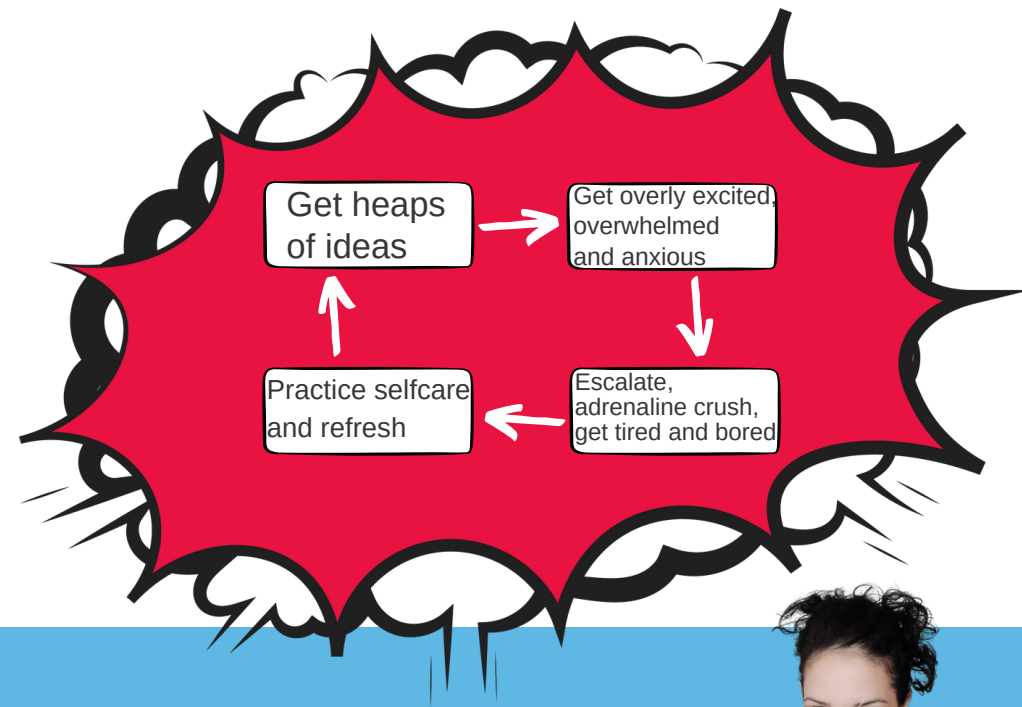 Get heaps
of ideas
Get overly excited,
overwhelmed
and anxious
Escalate,
adrenaline crush,
get tired and bored
Practice selfcare
and refresh